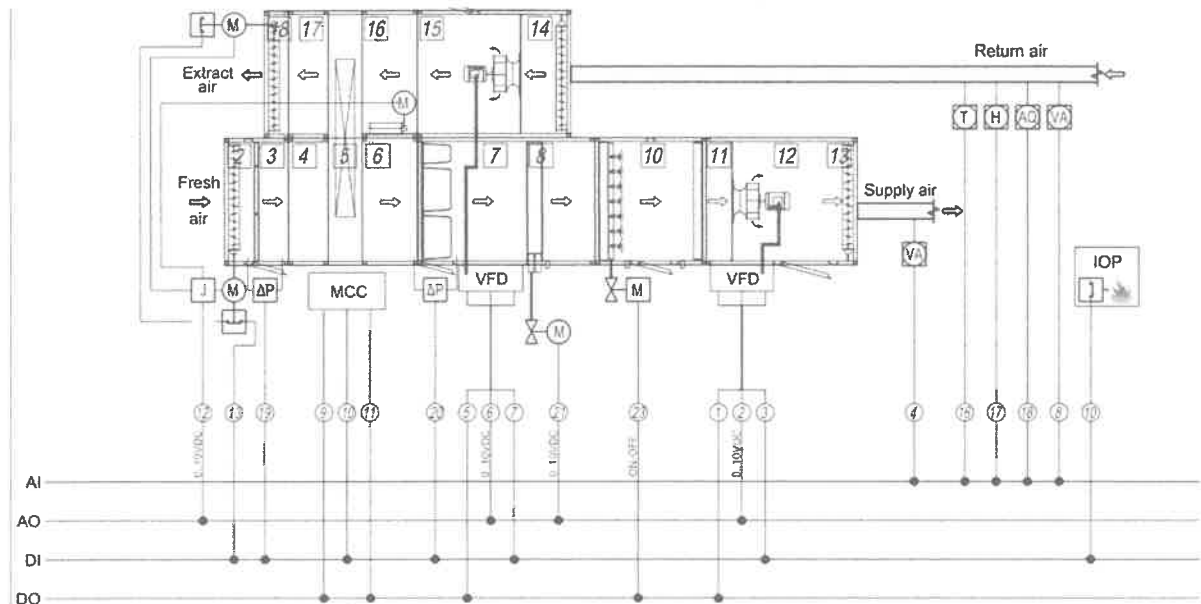 M 18 17 16 15 14
Return air
Extract air
M
T H AQ VA
2 3 4 5 6 7 8 10 11 12 13
Fresh air
Supply air
VA
IOP
M ΔP MCC ΔP VFD M VFD
M
12 13 19 9 10 11 20 5 6 7 21 23 1 2 3 4 16 17 18 8 10
0..10VDC 0..10VDC 0..10VDC ON-OFF 0..10VDC
AI
AO
DI
DO